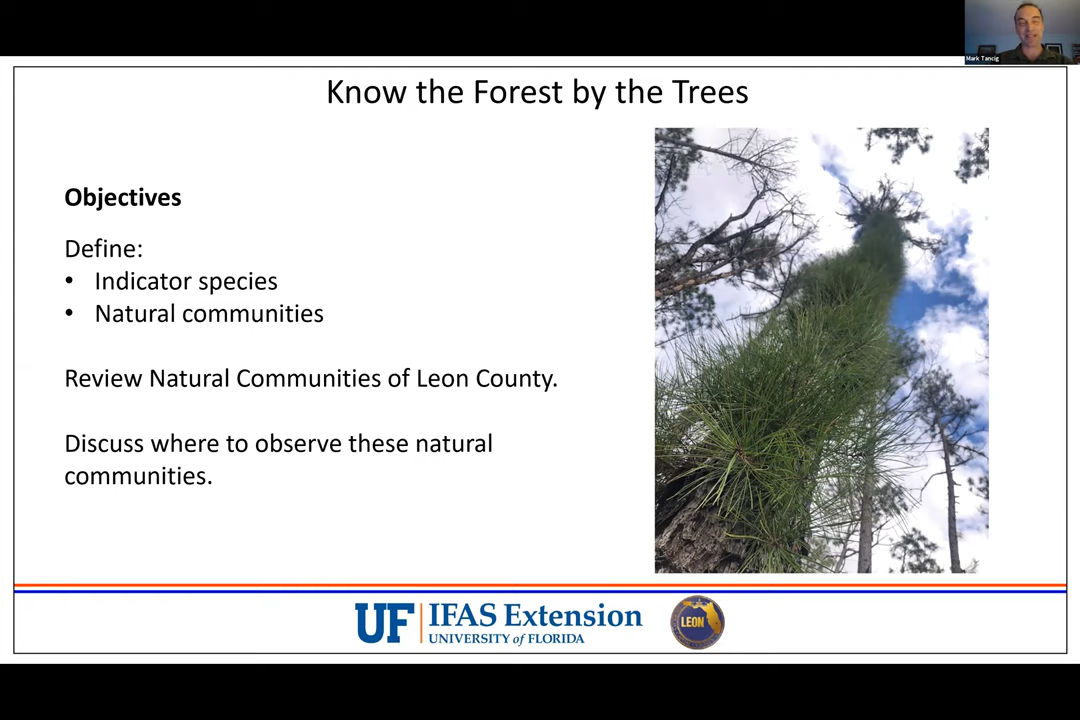 Mark Tancig
Know the Forest by the Trees
Objectives
Define:
• Indicator species
• Natural communities
Review Natural Communities of Leon County.
Discuss where to observe these natural
communities.
UF IFAS Extension
UNIVERSITY of FLORIDA
LEON